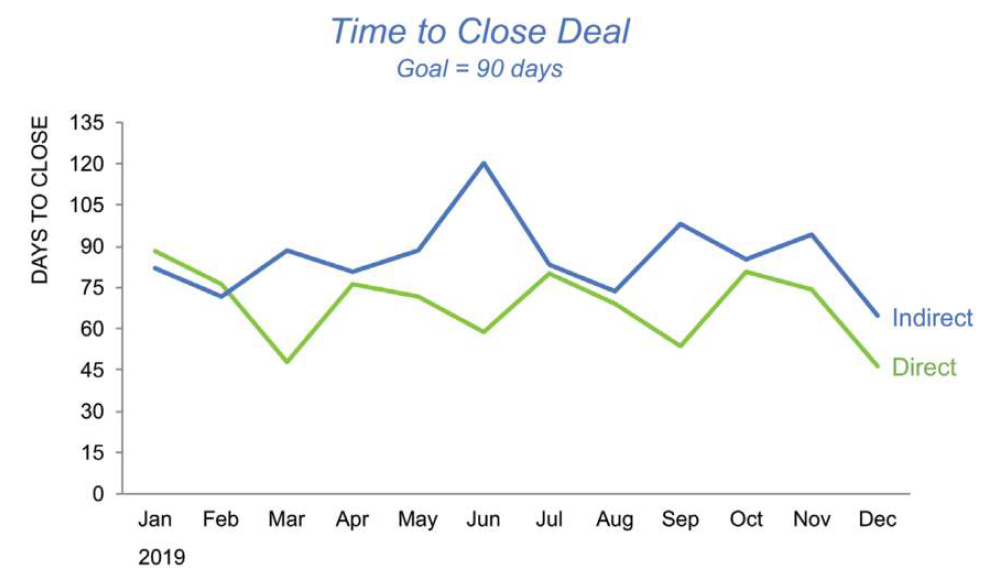 Time to Close Deal
Goal = 90 days
DAYS TO CLOSE
135
120
105
90
75
60
45
30
15
0
Indirect
Direct
Jan Feb Mar Apr May Jun Jul Aug Sep Oct Nov Dec
2019